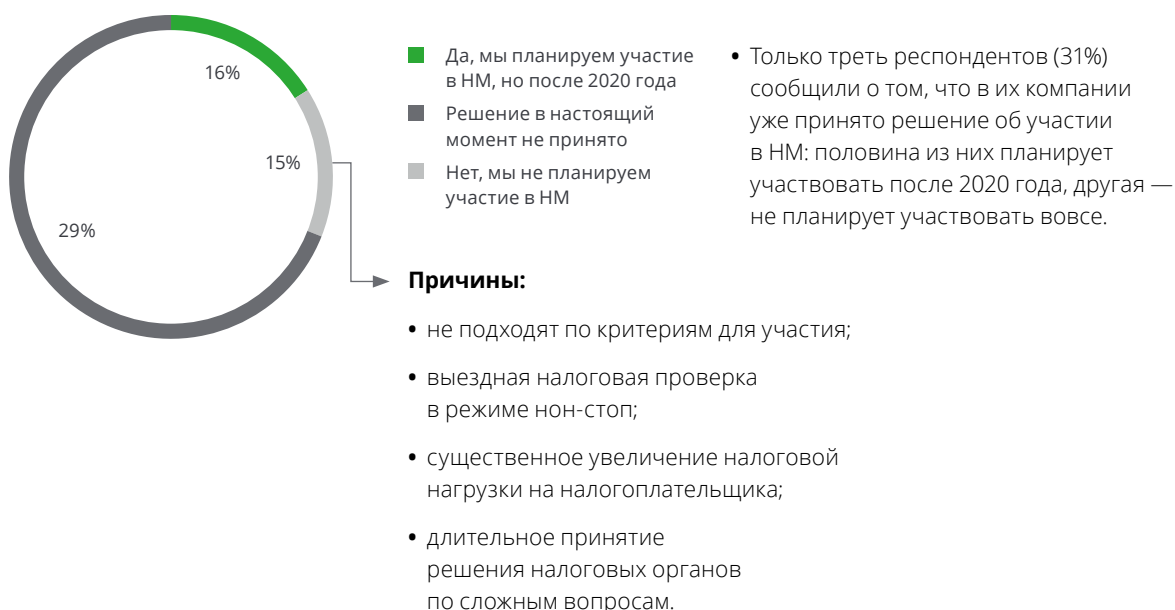 16%
15%
29%
Да, мы планируем участие
в НМ, но после 2020 года
Решение в настоящий
момент не принято
Нет, мы не планируем
участие в НМ
• Только треть респондентов (31%)
сообщили о том, что в их компании
уже принято решение об участии
в НМ: половина из них планирует
участвовать после 2020 года, другая —
не планирует участвовать вовсе.
Причины:
• не подходят по критериям для участия;
• выездная налоговая проверка
в режиме нон-стоп;
• существенное увеличение налоговой
нагрузки на налогоплательщика;
• длительное принятие
решения налоговых органов
по сложным вопросам.